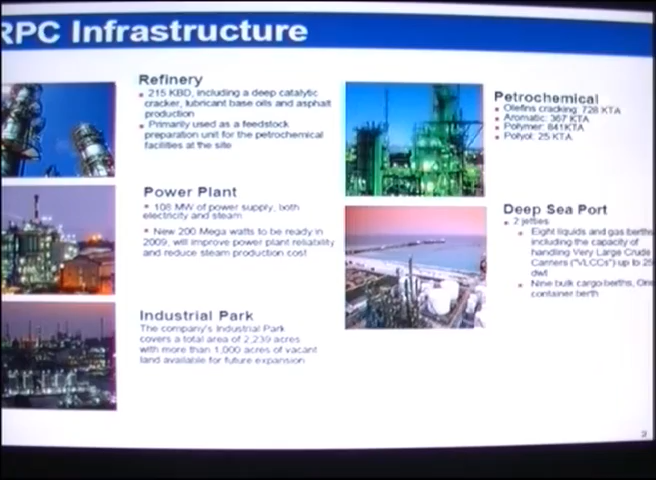 RPC Infrastructure
Refinery
215 KBD, including a deep catalytic
cracker, lubricant base oils and asphalt
production
Primarily used as a feedstock
preparation unit for the petrochemical
facilities at the site
Power Plant
108 MW of power supply, both
electricity and steam
New 200 Mega watts to be ready in
2009, will improve power plant reliability
and reduce steam production cost
Industrial Park
The company's Industrial Park
covers a total area of 2,239 acres
with more than 1,000 acres of vacant
land available for future expansion
Petrochemical
Olefins cracking: 728 KTA
Aromatic: 367 KTA
Polymer: 841KTA
Polyol: 25 KTA
Deep Sea Port
2 jetties
Eight liquids and gas berths
including the capacity of
handling Very Large Crude
Carriers ("VLCCs") up to
dwt
Nine bulk cargo berths, One
container berth